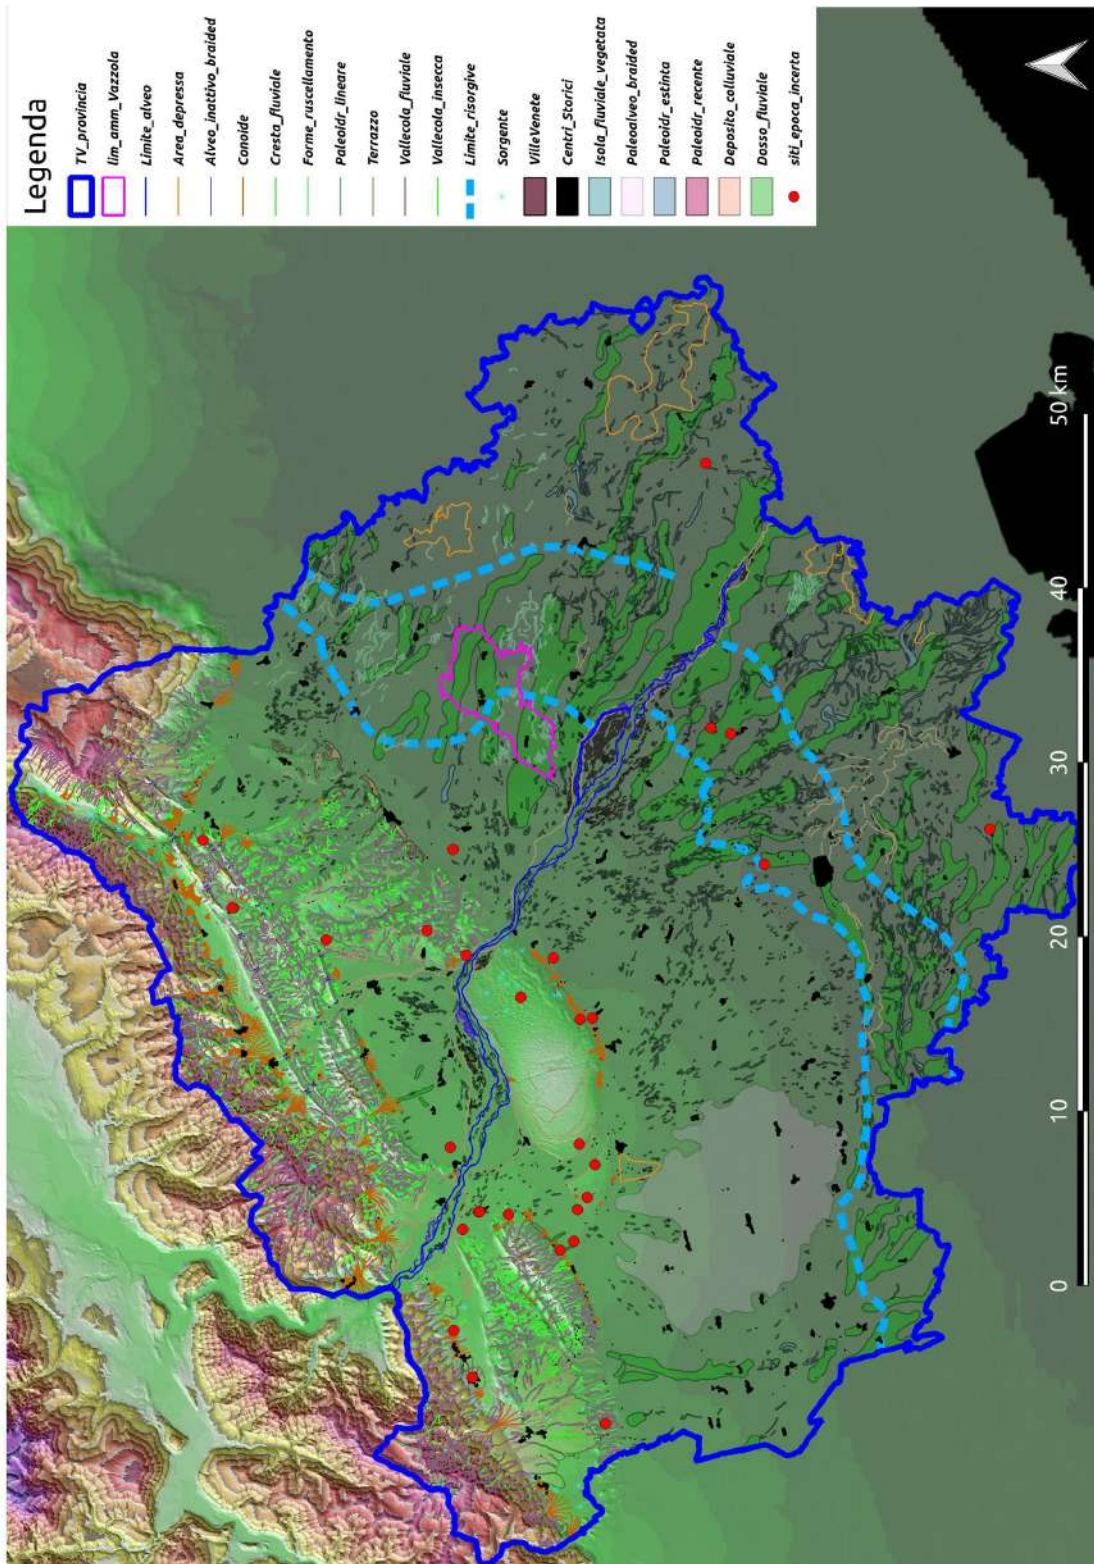 Legenda
TV_provincia
lim_amm_Vazzola
Limite_alveo
Area_depressa
Alveo_inattivo_braided
Conoide
Cresta_fluviale
Forme_ruscellamento
Paleoidr_lineare
Terrazzo
Vallecola_fluviale
Vallecola_insecca
Limite_risorgive
Sorgente
VilleVenete
Centri_Storici
Isola_fluviale_vegetata
Paleoalveo_braided
Paleoidr_estinta
Paleoidr_recente
Deposito_colluviale
Dosso_fluviale
siti_epoca_incerta
0 10 20 30 40 50 km